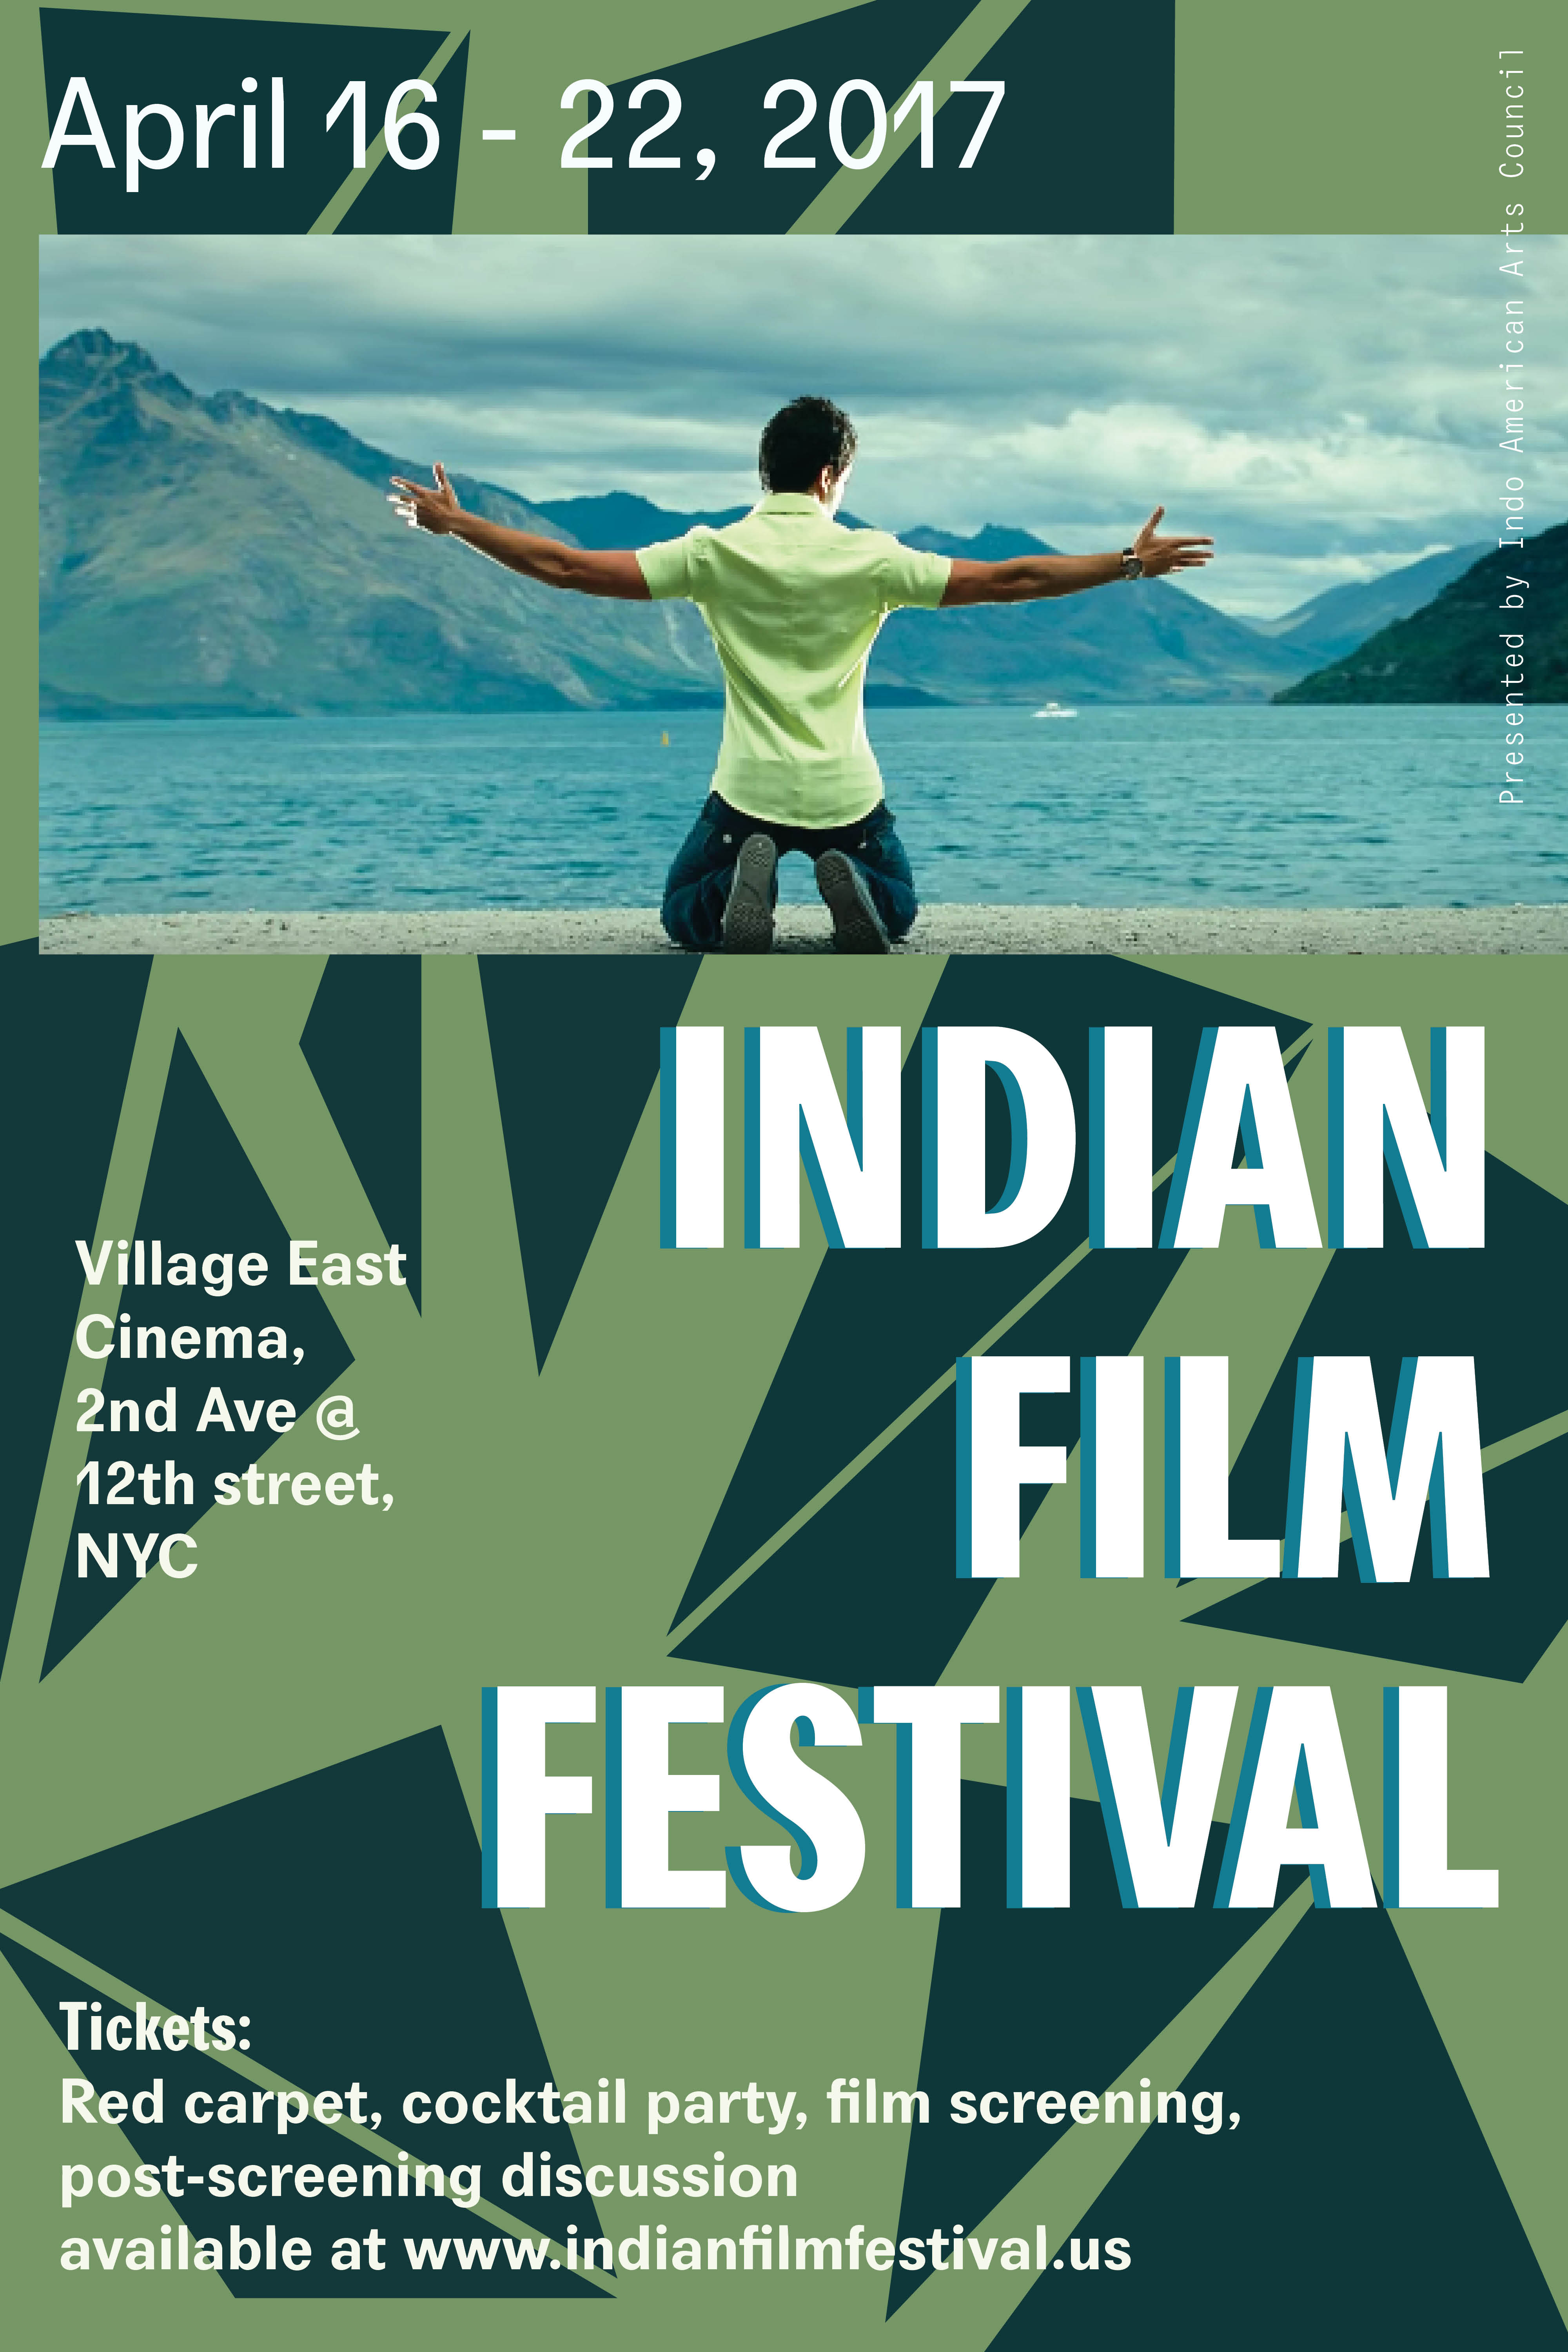 April 16 - 22, 2017
Presented by Indo American Arts Council
INDIAN
FILM
FESTIVAL
Village East
Cinema,
2nd Ave @
12th street,
NYC
Tickets:
Red carpet, cocktail party, film screening,
post-screening discussion
available at www.indianfilmfestival.us